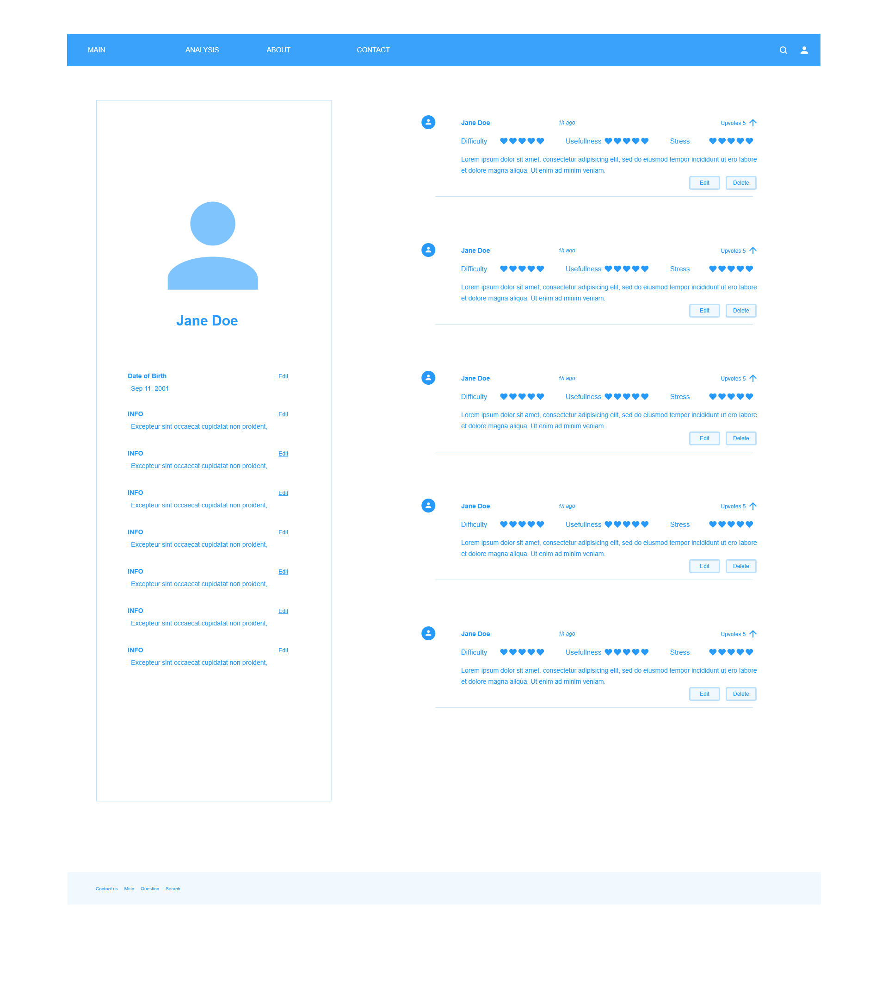 MAIN ANALYSIS ABOUT CONTACT
Jane Doe
Date of Birth Edit
Sep 11, 2001
INFO Edit
Excepteur sint occaecat cupidatat non proident,
INFO Edit
Excepteur sint occaecat cupidatat non proident,
INFO Edit
Excepteur sint occaecat cupidatat non proident,
INFO Edit
Excepteur sint occaecat cupidatat non proident,
INFO Edit
Excepteur sint occaecat cupidatat non proident,
INFO Edit
Excepteur sint occaecat cupidatat non proident,
INFO Edit
Excepteur sint occaecat cupidatat non proident,
Jane Doe 1h ago Upvotes 5
Difficulty Usefullness Stress
Lorem ipsum dolor sit amet, consectetur adipisicing elit, sed do eiusmod tempor incididunt ut ero labore
et dolore magna aliqua. Ut enim ad minim veniam.
Edit Delete
Jane Doe 1h ago Upvotes 5
Difficulty Usefullness Stress
Lorem ipsum dolor sit amet, consectetur adipisicing elit, sed do eiusmod tempor incididunt ut ero labore
et dolore magna aliqua. Ut enim ad minim veniam.
Edit Delete
Jane Doe 1h ago Upvotes 5
Difficulty Usefullness Stress
Lorem ipsum dolor sit amet, consectetur adipisicing elit, sed do eiusmod tempor incididunt ut ero labore
et dolore magna aliqua. Ut enim ad minim veniam.
Edit Delete
Jane Doe 1h ago Upvotes 5
Difficulty Usefullness Stress
Lorem ipsum dolor sit amet, consectetur adipisicing elit, sed do eiusmod tempor incididunt ut ero labore
et dolore magna aliqua. Ut enim ad minim veniam.
Edit Delete
Jane Doe 1h ago Upvotes 5
Difficulty Usefullness Stress
Lorem ipsum dolor sit amet, consectetur adipisicing elit, sed do eiusmod tempor incididunt ut ero labore
et dolore magna aliqua. Ut enim ad minim veniam.
Edit Delete
Contact us Main Question Search